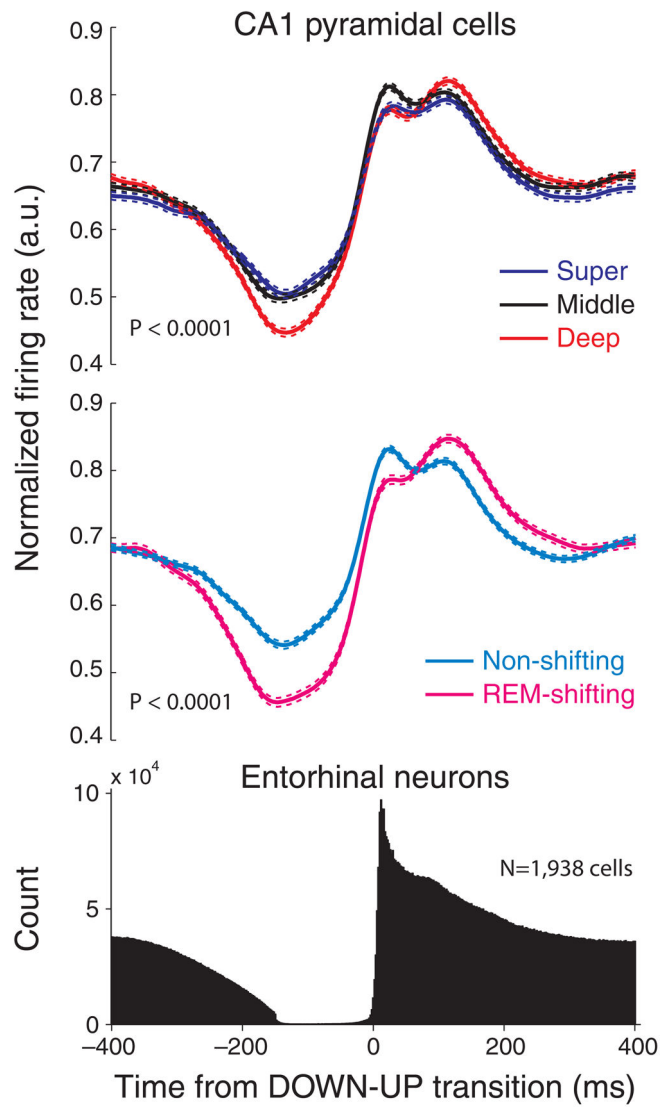 CA1 pyramidal cells
Normalized firing rate (a.u.)
0.9
0.8
0.7
0.6
0.5
0.4
Super
Middle
Deep
P < 0.0001
0.9
0.8
0.7
0.6
0.5
0.4
Non-shifting
REM-shifting
P < 0.0001
x 10⁴
Entorhinal neurons
Count
10
5
0
N=1,938 cells
–400
–200
0
200
400
Time from DOWN-UP transition (ms)